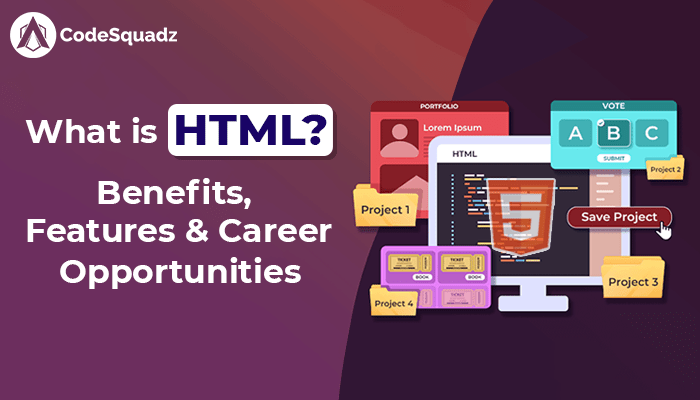 CodeSquadz
What is HTML?
Benefits,
Features & Career
Opportunities
PORTFOLIO
Lorem Ipsum
Project 1
HTML
5
VOTE
A B C
SUBMIT
Project 2
Save Project
Project 3
TICKET
TICKET
BOOK
BOOK
TICKET
TICKET
Project 4